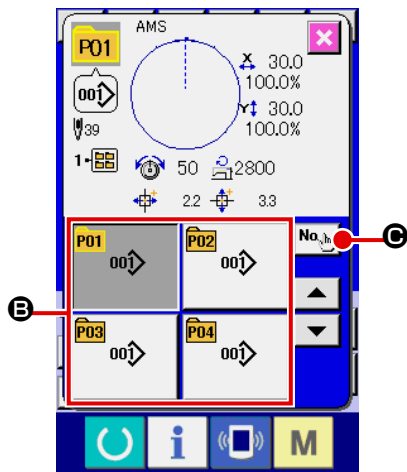 AMS
P01
X 30.0
100.0%
001
Y 30.0
100.0%
39
1-
50
2800
2.2
3.3
P01
001
P02
001
No.
C
B
P03
001
P04
001
i
M